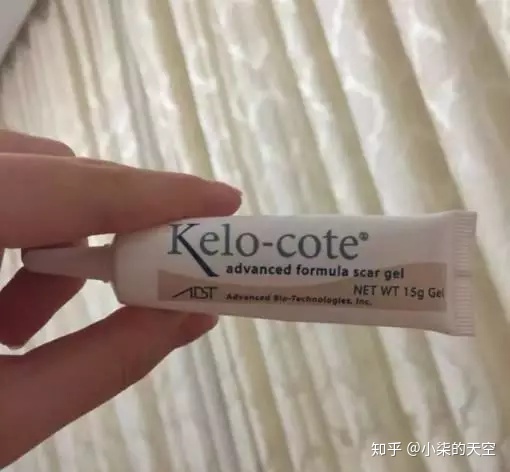 Kelo-cote®
advanced formula scar gel
NET WT 15g Gel
ABT Advanced Bio-Technologies, Inc.
知乎 @小柒的天空